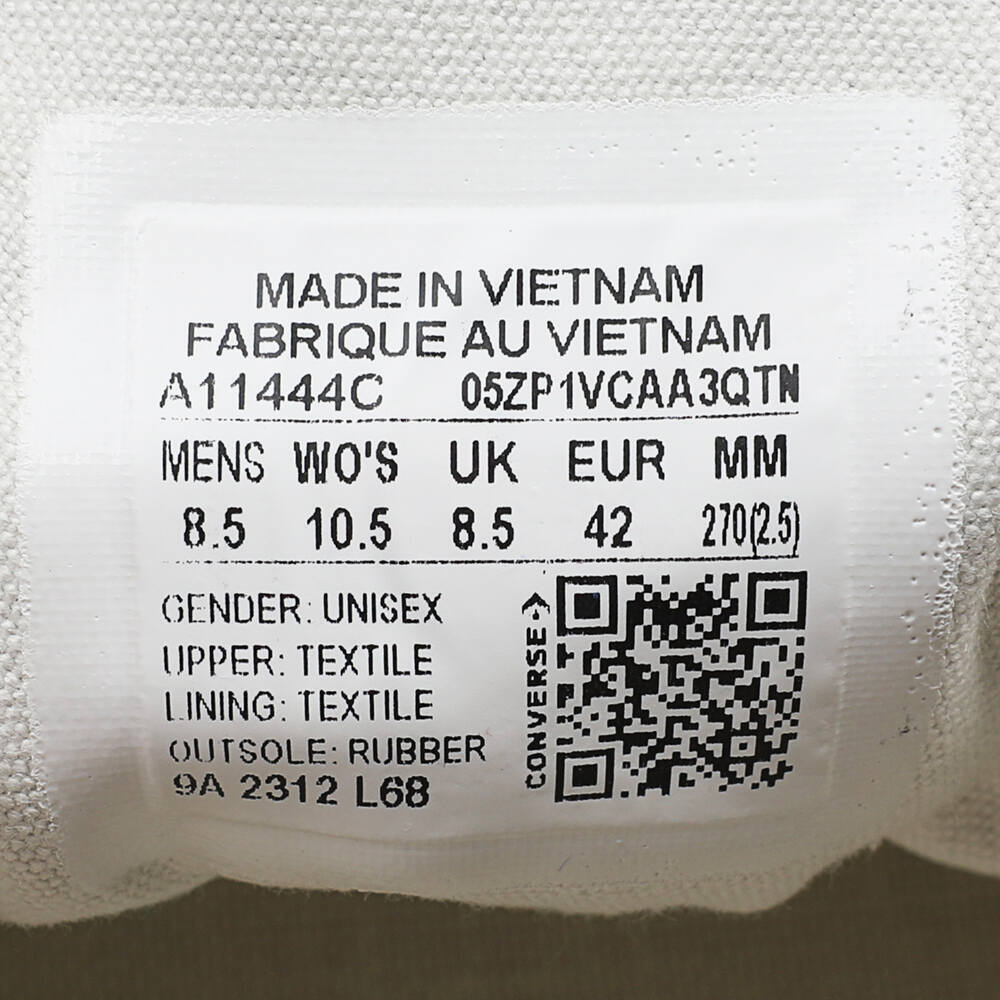 MADE IN VIETNAM
FABRIQUE AU VIETNAM
A11444C 05ZP1VCAA3QTN
MENS WO'S UK EUR MM
8.5 10.5 8.5 42 270(2.5)
GENDER: UNISEX
UPPER: TEXTILE
LINING: TEXTILE
OUTSOLE: RUBBER
9A 2312 L68
CONVERSE